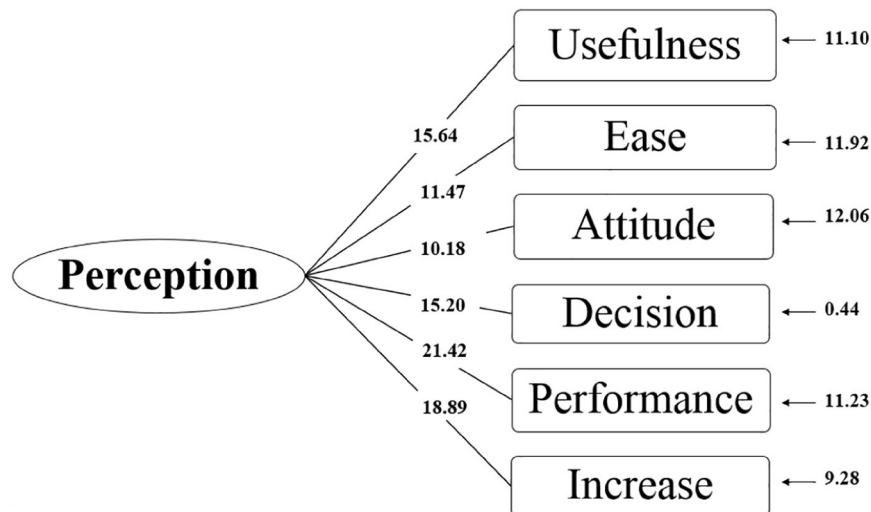 Usefulness
11.10
15.64
Ease
11.92
11.47
Attitude
12.06
10.18
Perception
Decision
0.44
15.20
21.42
Performance
11.23
18.89
Increase
9.28